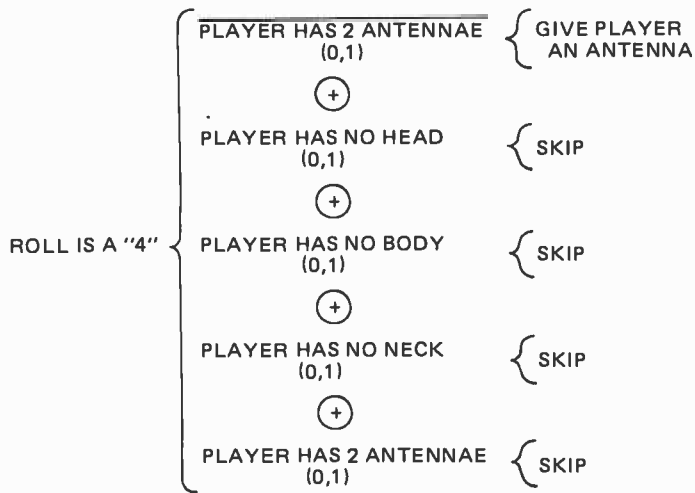 PLAYER HAS 2 ANTENNAE { GIVE PLAYER
(0,1) AN ANTENNA
(+)
PLAYER HAS NO HEAD { SKIP
(0,1)
(+)
ROLL IS A "4" { PLAYER HAS NO BODY { SKIP
(0,1)
(+)
PLAYER HAS NO NECK { SKIP
(0,1)
(+)
PLAYER HAS 2 ANTENNAE { SKIP
(0,1)